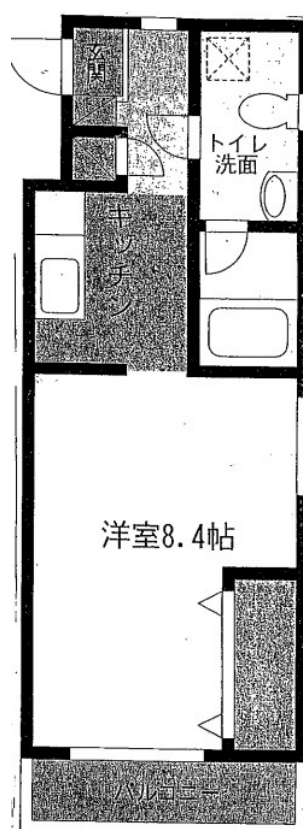 玄関
トイレ
洗面
キッチン
洋室8.4帖
バルコニー